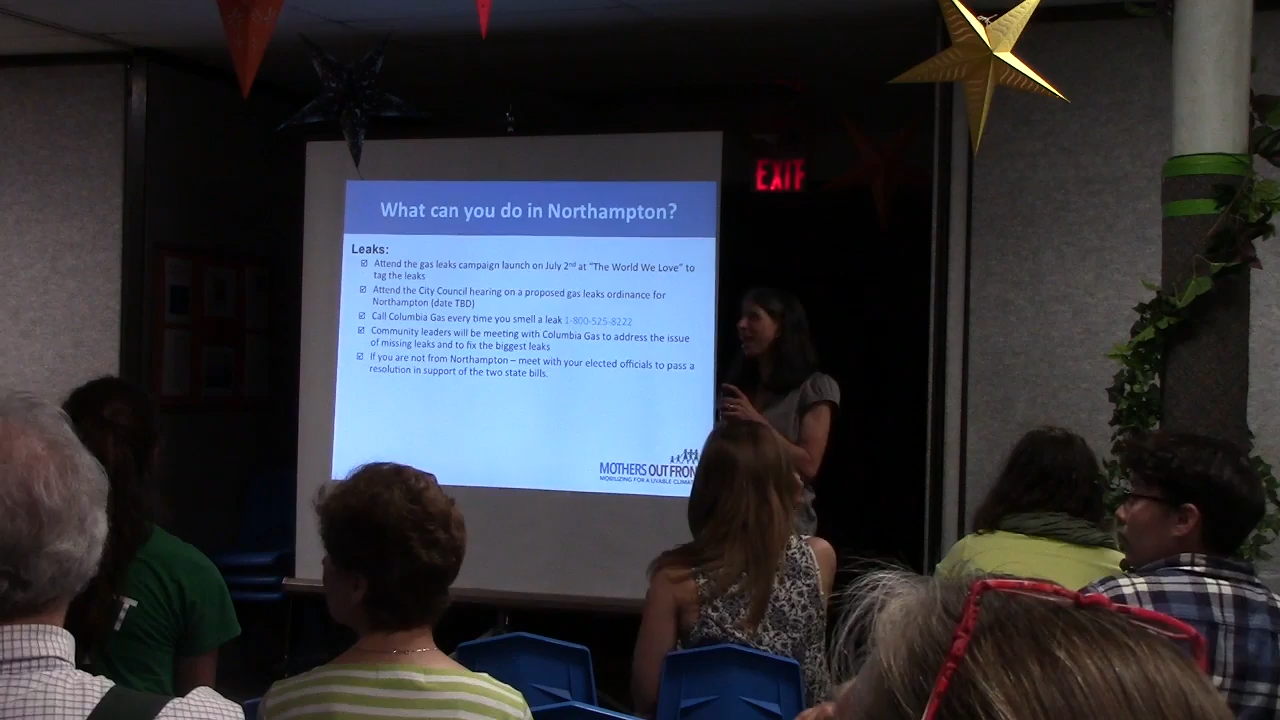 EXIT
What can you do in Northampton?
Leaks:
☑ Attend the gas leaks campaign launch on July 2nd at "The World We Love" to
tag the leaks
☑ Attend the City Council hearing on a proposed gas leaks ordinance for
Northampton (date TBD)
☑ Call Columbia Gas every time you smell a leak 1-800-525-8222
☑ Community leaders will be meeting with Columbia Gas to address the issue
of missing leaks and to fix the biggest leaks
☑ If you are not from Northampton – meet with your elected officials to pass a
resolution in support of the two state bills.
MOTHERS OUT FRON
MOBILIZING FOR A LIVABLE CLIMAT
T